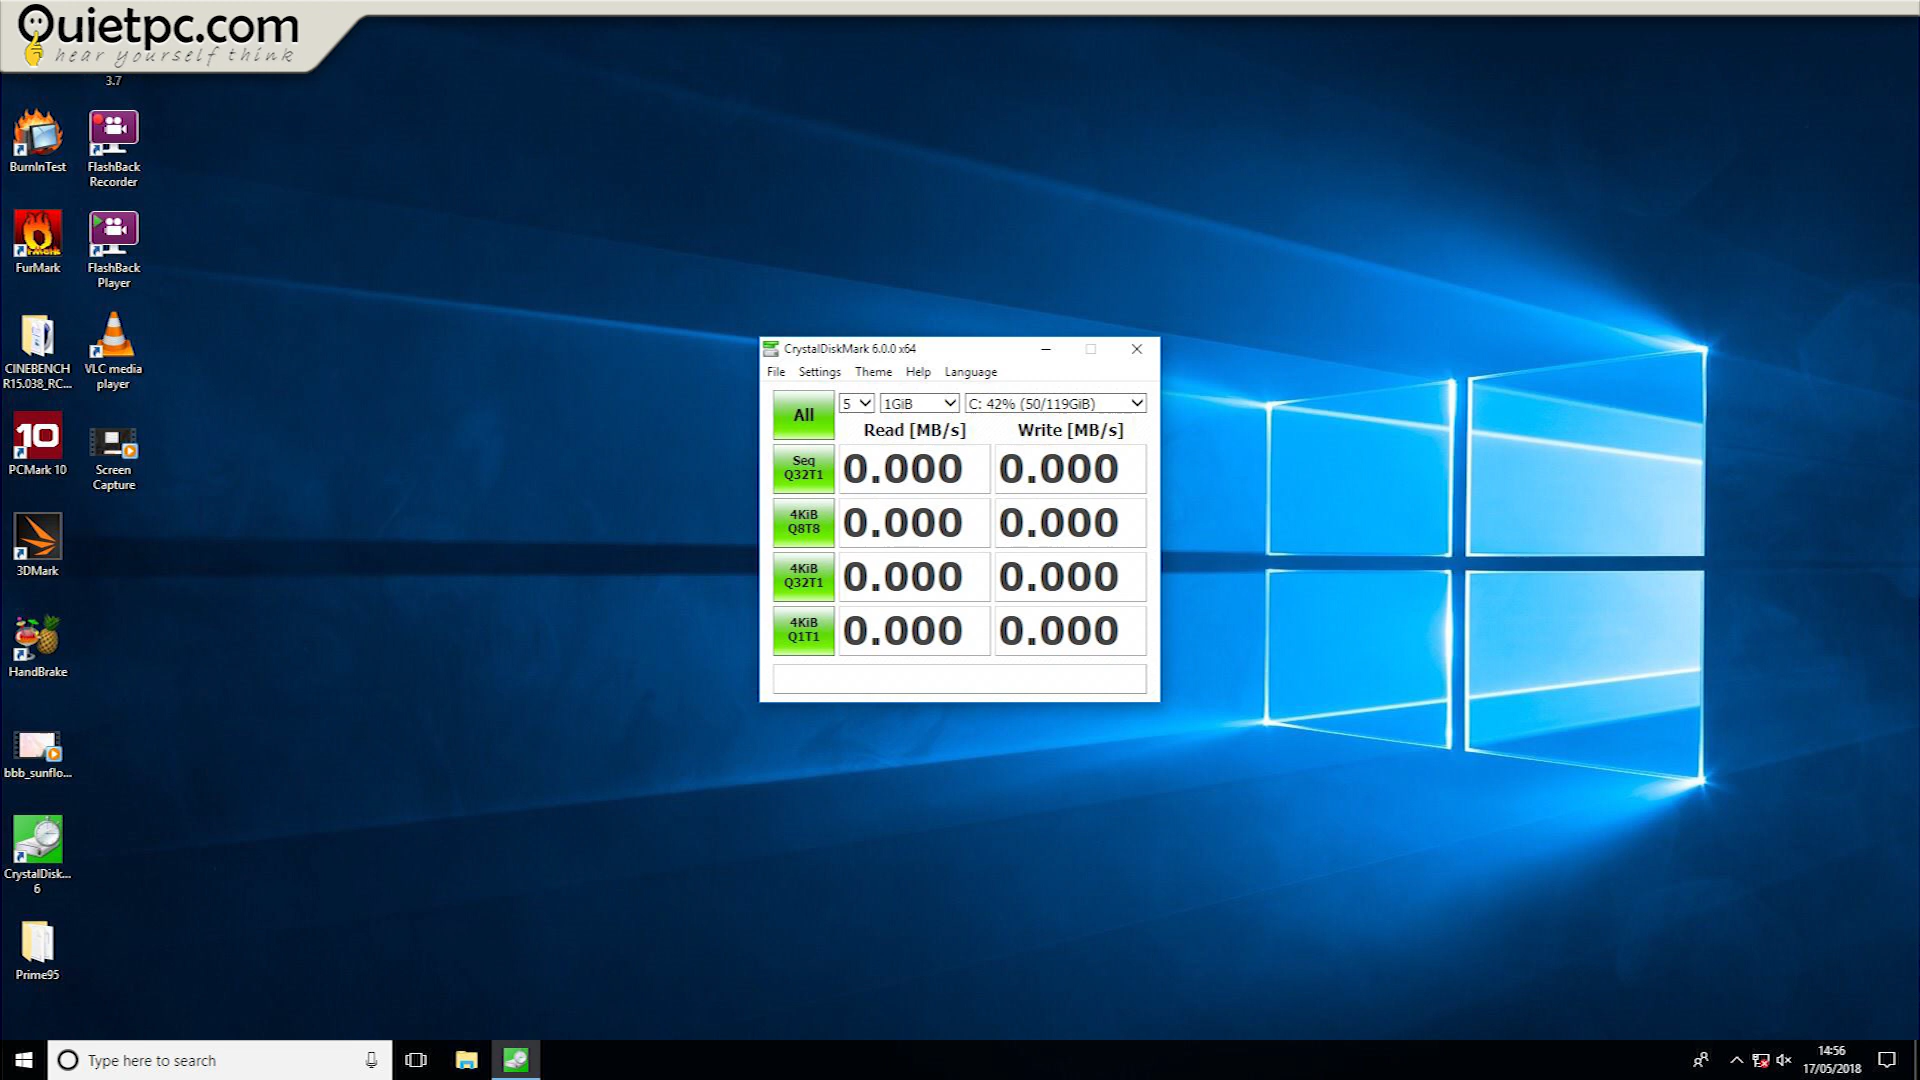 Quietpc.com
hear yourself think
3.7
BurnInTest
FlashBack
Recorder
FurMark
FlashBack
Player
CINEBENCH
R15.038_RC...
VLC media
player
PCMark 10
Screen
Capture
3DMark
HandBrake
bbb_sunflo...
CrystalDisk...
6
Prime95
CrystalDiskMark 6.0.0 x64
File Settings Theme Help Language
All 5 1GiB C: 42% (50/119GiB)
Read [MB/s] Write [MB/s]
Seq
Q32T1 0.000 0.000
4KiB
Q8T8 0.000 0.000
4KiB
Q32T1 0.000 0.000
4KiB
Q1T1 0.000 0.000
Type here to search
14:56
17/05/2018